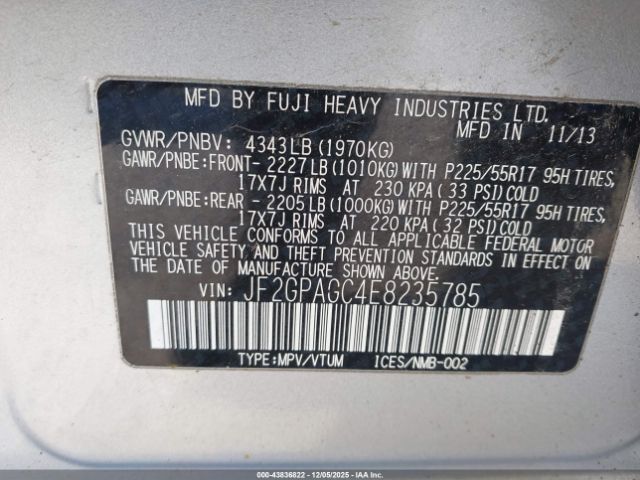 MFD BY FUJI HEAVY INDUSTRIES LTD.
MFD IN 11/13
GVWR/PNBV: 4343LB(1970KG)
GAWR/PNBE:FRONT- 2227LB(1010KG)WITH P225/55R17 95H TIRES,
17X7J RIMS AT 230 KPA( 33 PSI)COLD
GAWR/PNBE:REAR - 2205LB(1000KG)WITH P225/55R17 95H TIRES,
17X7J RIMS AT 220 KPA( 32 PSI)COLD
THIS VEHICLE CONFORMS TO ALL APPLICABLE FEDERAL MOTOR
VEHICLE SAFETY AND THEFT PREVENTION STANDARDS IN EFFECT ON
THE DATE OF MANUFACTURE SHOWN ABOVE.
VIN: JF2GPAGC4E8235785
TYPE:MPV/VTUM ICES/NMB-002
000-43836822 - 12/05/2025 - IAA Inc.